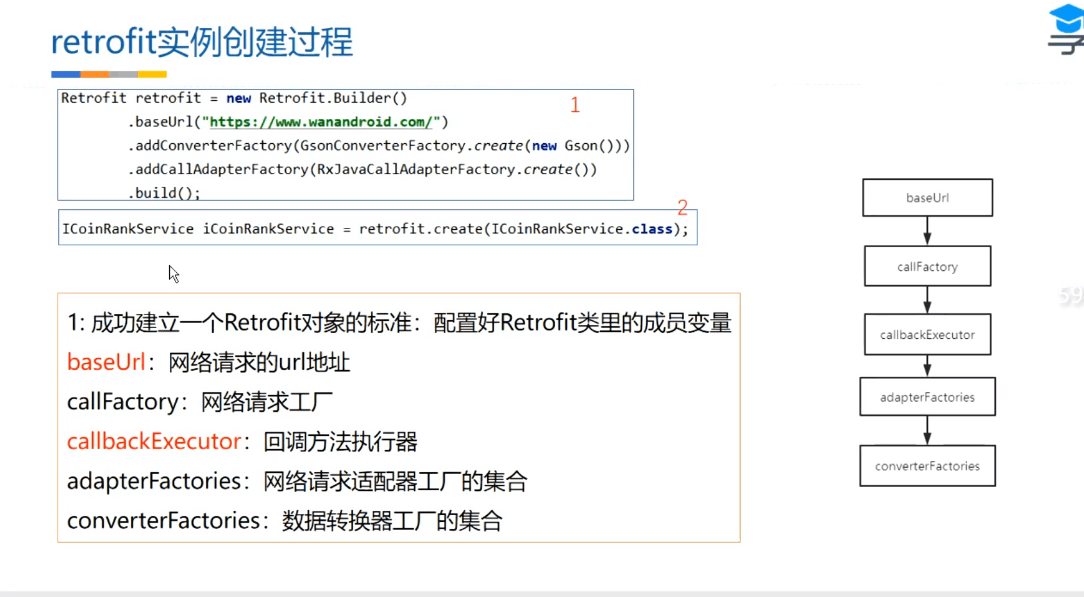 retrofit实例创建过程
Retrofit retrofit = new Retrofit.Builder()
.baseUrl("https://www.wanandroid.com/")
.addConverterFactory(GsonConverterFactory.create(new Gson()))
.addCallAdapterFactory(RxJavaCallAdapterFactory.create())
.build();
1
2
ICoinRankService iCoinRankService = retrofit.create(ICoinRankService.class);
1: 成功建立一个Retrofit对象的标准：配置好Retrofit类里的成员变量
baseUrl：网络请求的url地址
callFactory：网络请求工厂
callbackExecutor：回调方法执行器
adapterFactories：网络请求适配器工厂的集合
converterFactories：数据转换器工厂的集合
baseUrl
callFactory
callbackExecutor
adapterFactories
converterFactories